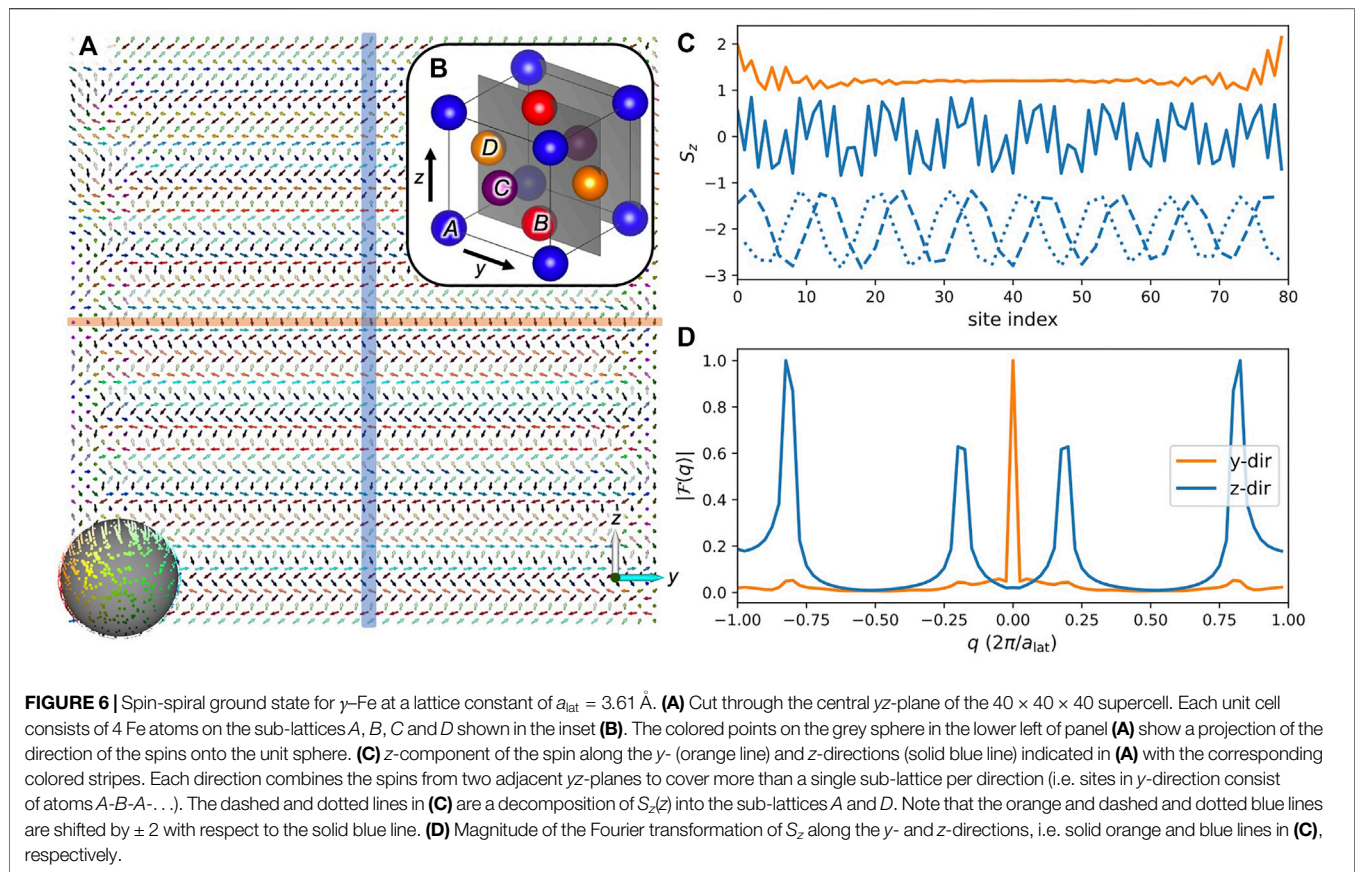 A
B
D
C
z
A
B
y
z
y
C
2
1
0
−1
−2
−3
S_z
0 10 20 30 40 50 60 70 80
site index
D
1.0
0.8
0.6
0.4
0.2
0.0
|ℱ(q)|
y-dir
z-dir
−1.00 −0.75 −0.50 −0.25 0.00 0.25 0.50 0.75 1.00
q (2π/a_lat)
FIGURE 6 | Spin-spiral ground state for γ–Fe at a lattice constant of a_lat = 3.61 Å. (A) Cut through the central yz-plane of the 40 × 40 × 40 supercell. Each unit cell
consists of 4 Fe atoms on the sub-lattices A, B, C and D shown in the inset (B). The colored points on the grey sphere in the lower left of panel (A) show a projection of the
direction of the spins onto the unit sphere. (C) z-component of the spin along the y- (orange line) and z-directions (solid blue line) indicated in (A) with the corresponding
colored stripes. Each direction combines the spins from two adjacent yz-planes to cover more than a single sub-lattice per direction (i.e. sites in y-direction consist
of atoms A-B-A-. . .). The dashed and dotted lines in (C) are a decomposition of S_z(z) into the sub-lattices A and D. Note that the orange and dashed and dotted blue lines
are shifted by ± 2 with respect to the solid blue line. (D) Magnitude of the Fourier transformation of S_z along the y- and z-directions, i.e. solid orange and blue lines in (C),
respectively.